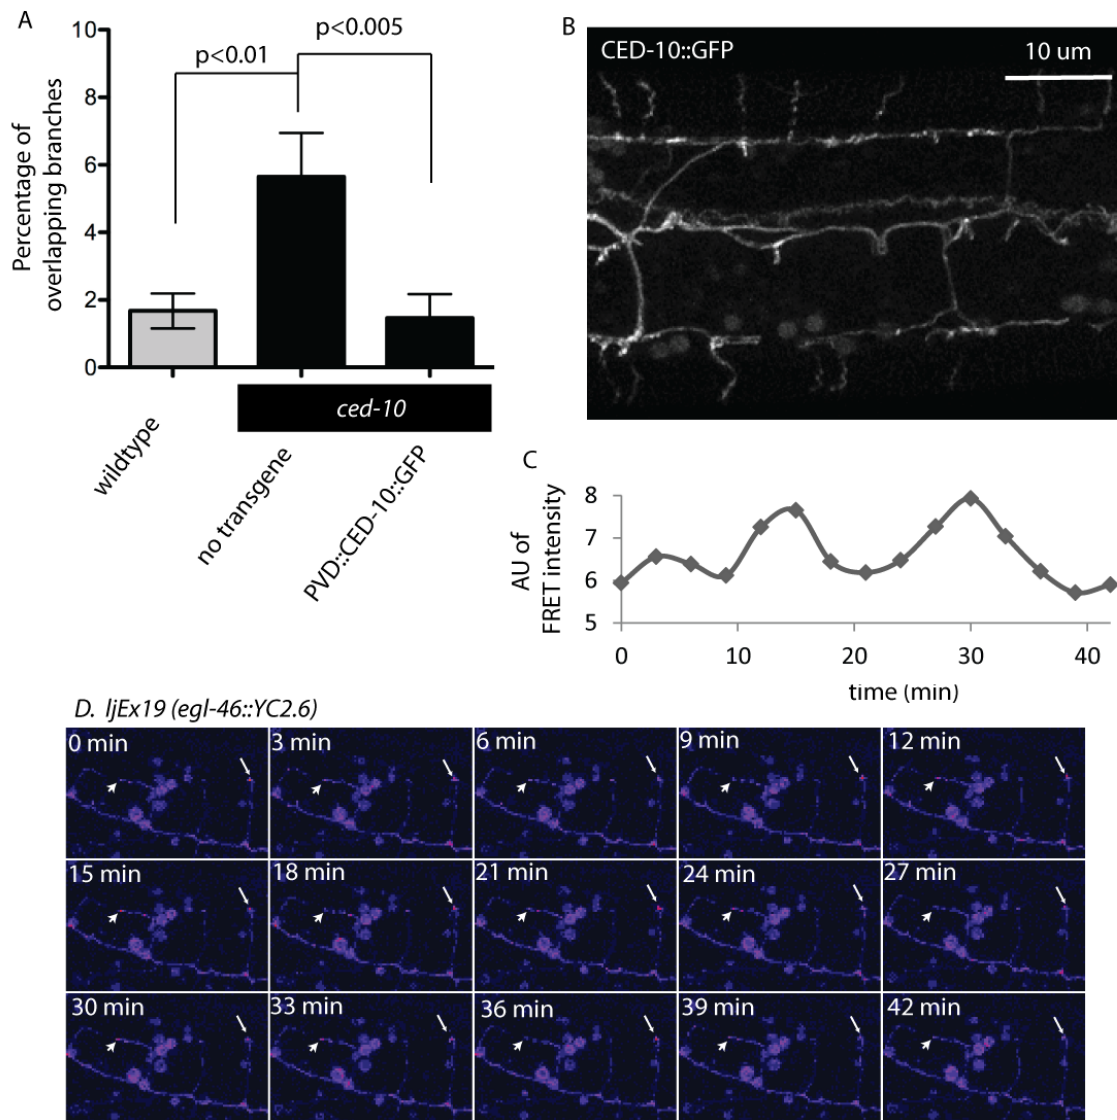 A
10
8
6
4
2
0
Percentage of
overlapping branches
p<0.01
p<0.005
ced-10
wildtype
no transgene
PVD::CED-10::GFP
B
CED-10::GFP
10 um
C
8
7
6
5
AU of
FRET intensity
0
10
20
30
40
time (min)
D. ljEx19 (egl-46::YC2.6)
0 min
3 min
6 min
9 min
12 min
15 min
18 min
21 min
24 min
27 min
30 min
33 min
36 min
39 min
42 min